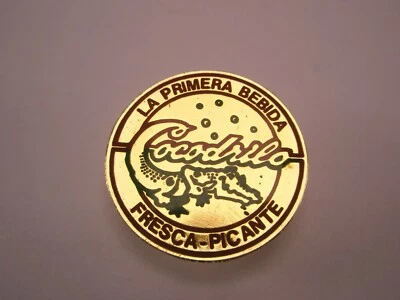 LA PRIMERA BEBIDA
Cocodrilo
FRESCA-PICANTE